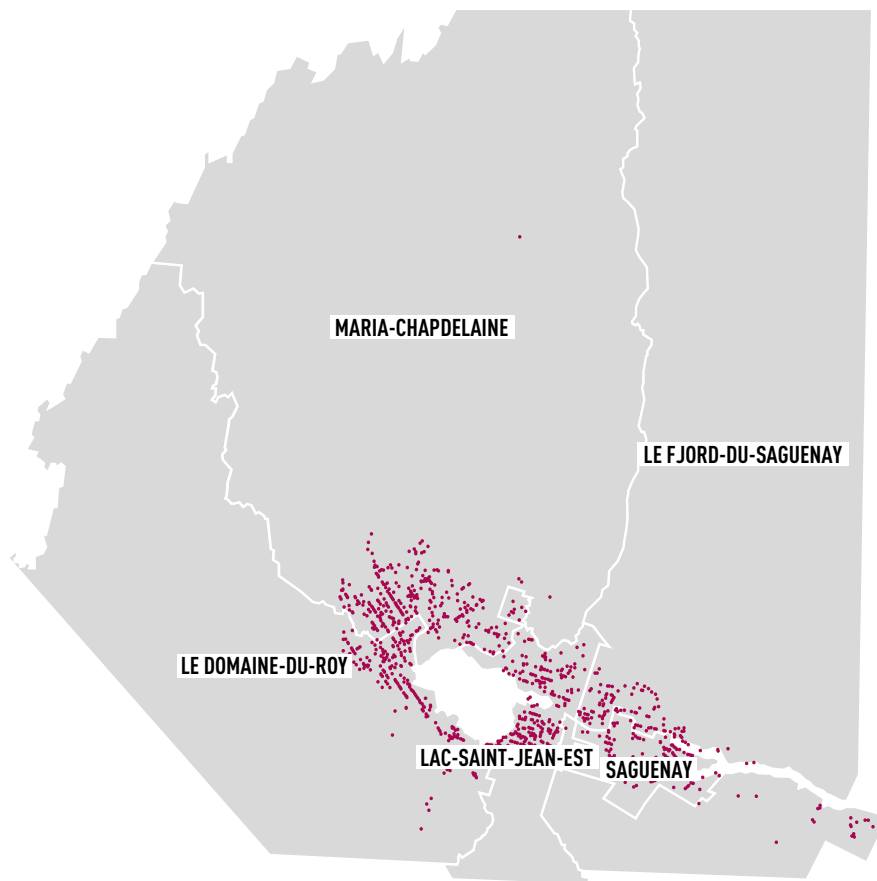 MARIA-CHAPDELAINE
LE FJORD-DU-SAGUENAY
LE DOMAINE-DU-ROY
LAC-SAINT-JEAN-EST
SAGUENAY